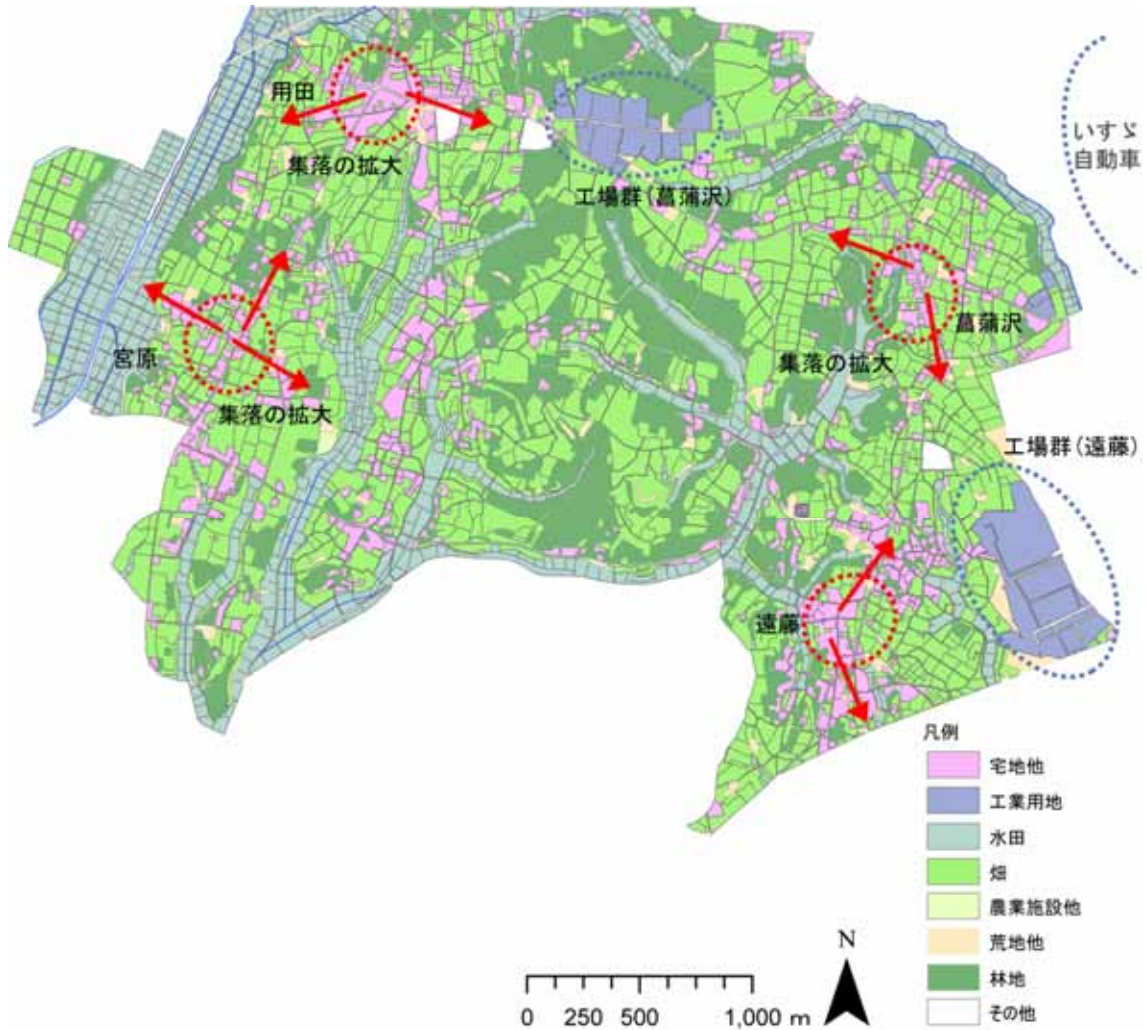 用田
集落の拡大
工場群(菖蒲沢)
いすゞ
自動車
宮原
集落の拡大
菖蒲沢
集落の拡大
工場群(遠藤)
遠藤
凡例
宅地他
工業用地
水田
畑
農業施設他
荒地他
林地
その他
N
0 250 500 1,000 m